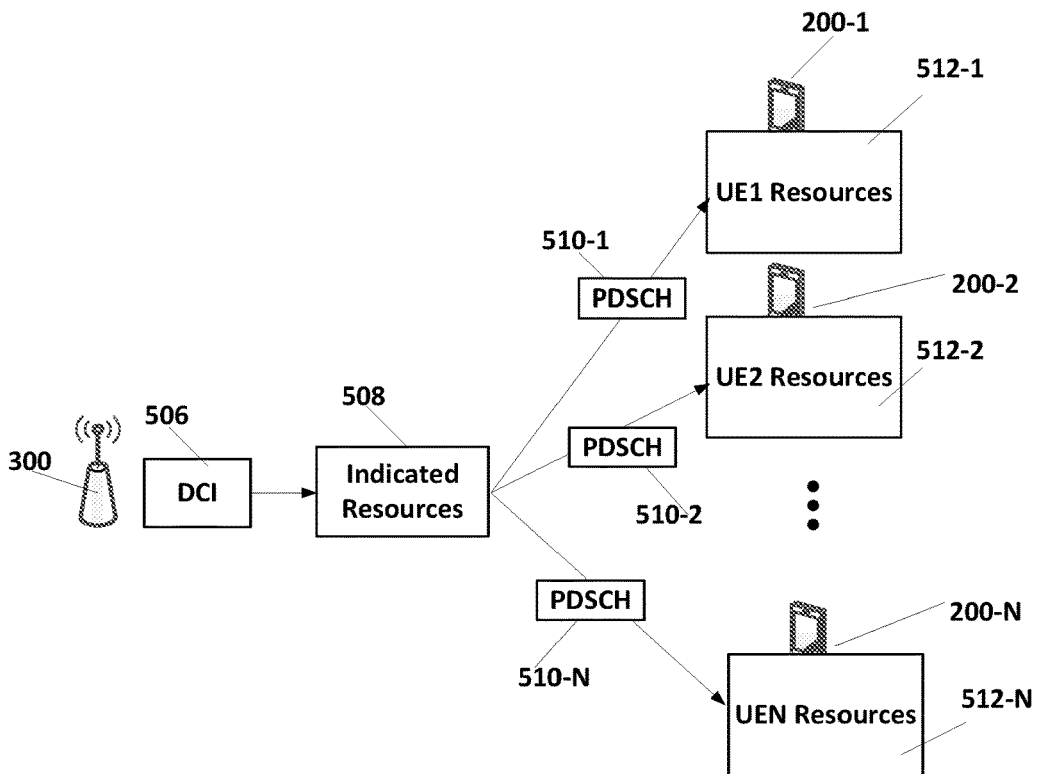 200-1
512-1
UE1 Resources
510-1
PDSCH
200-2
512-2
UE2 Resources
508
506
300
DCI
Indicated
Resources
PDSCH
510-2
PDSCH
510-N
200-N
512-N
UEN Resources